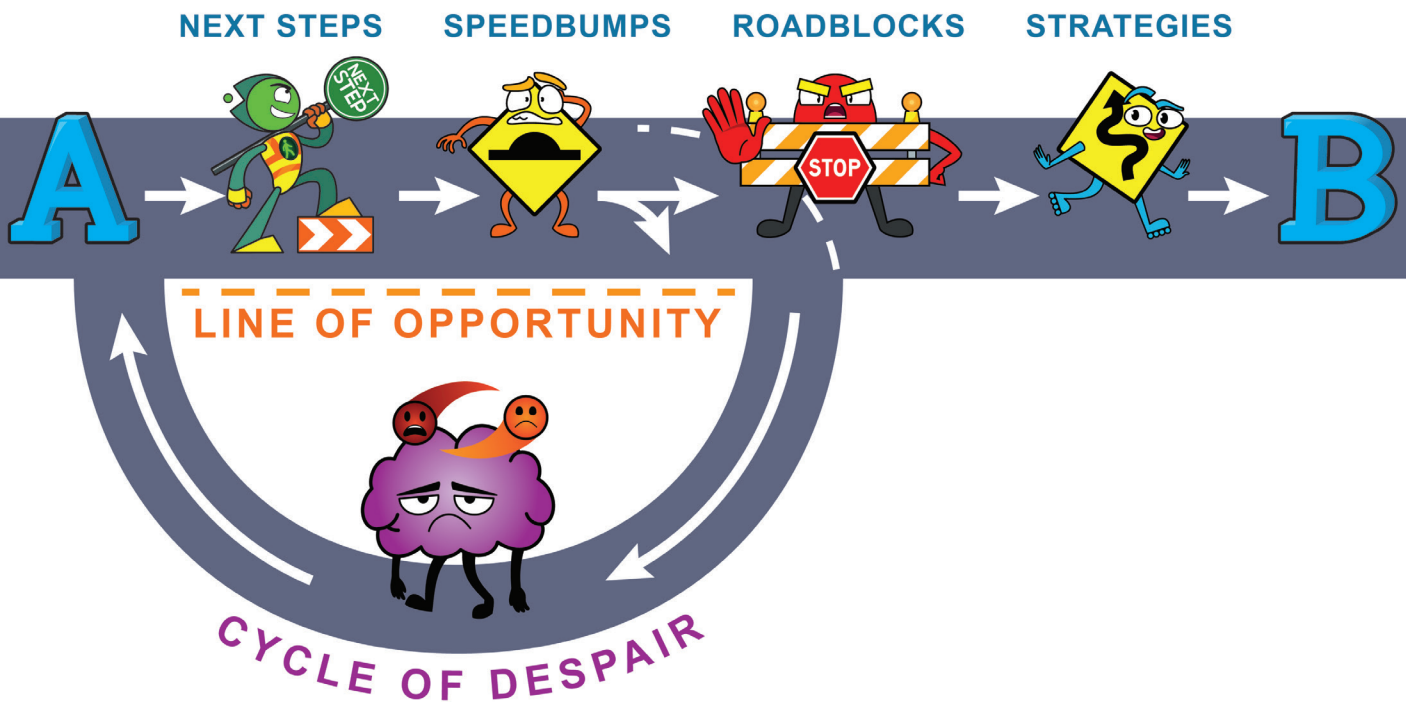 NEXT STEPS
SPEEDBUMPS
ROADBLOCKS
STRATEGIES
A
NEXT
STEP
STOP
B
LINE OF OPPORTUNITY
CYCLE OF DESPAIR